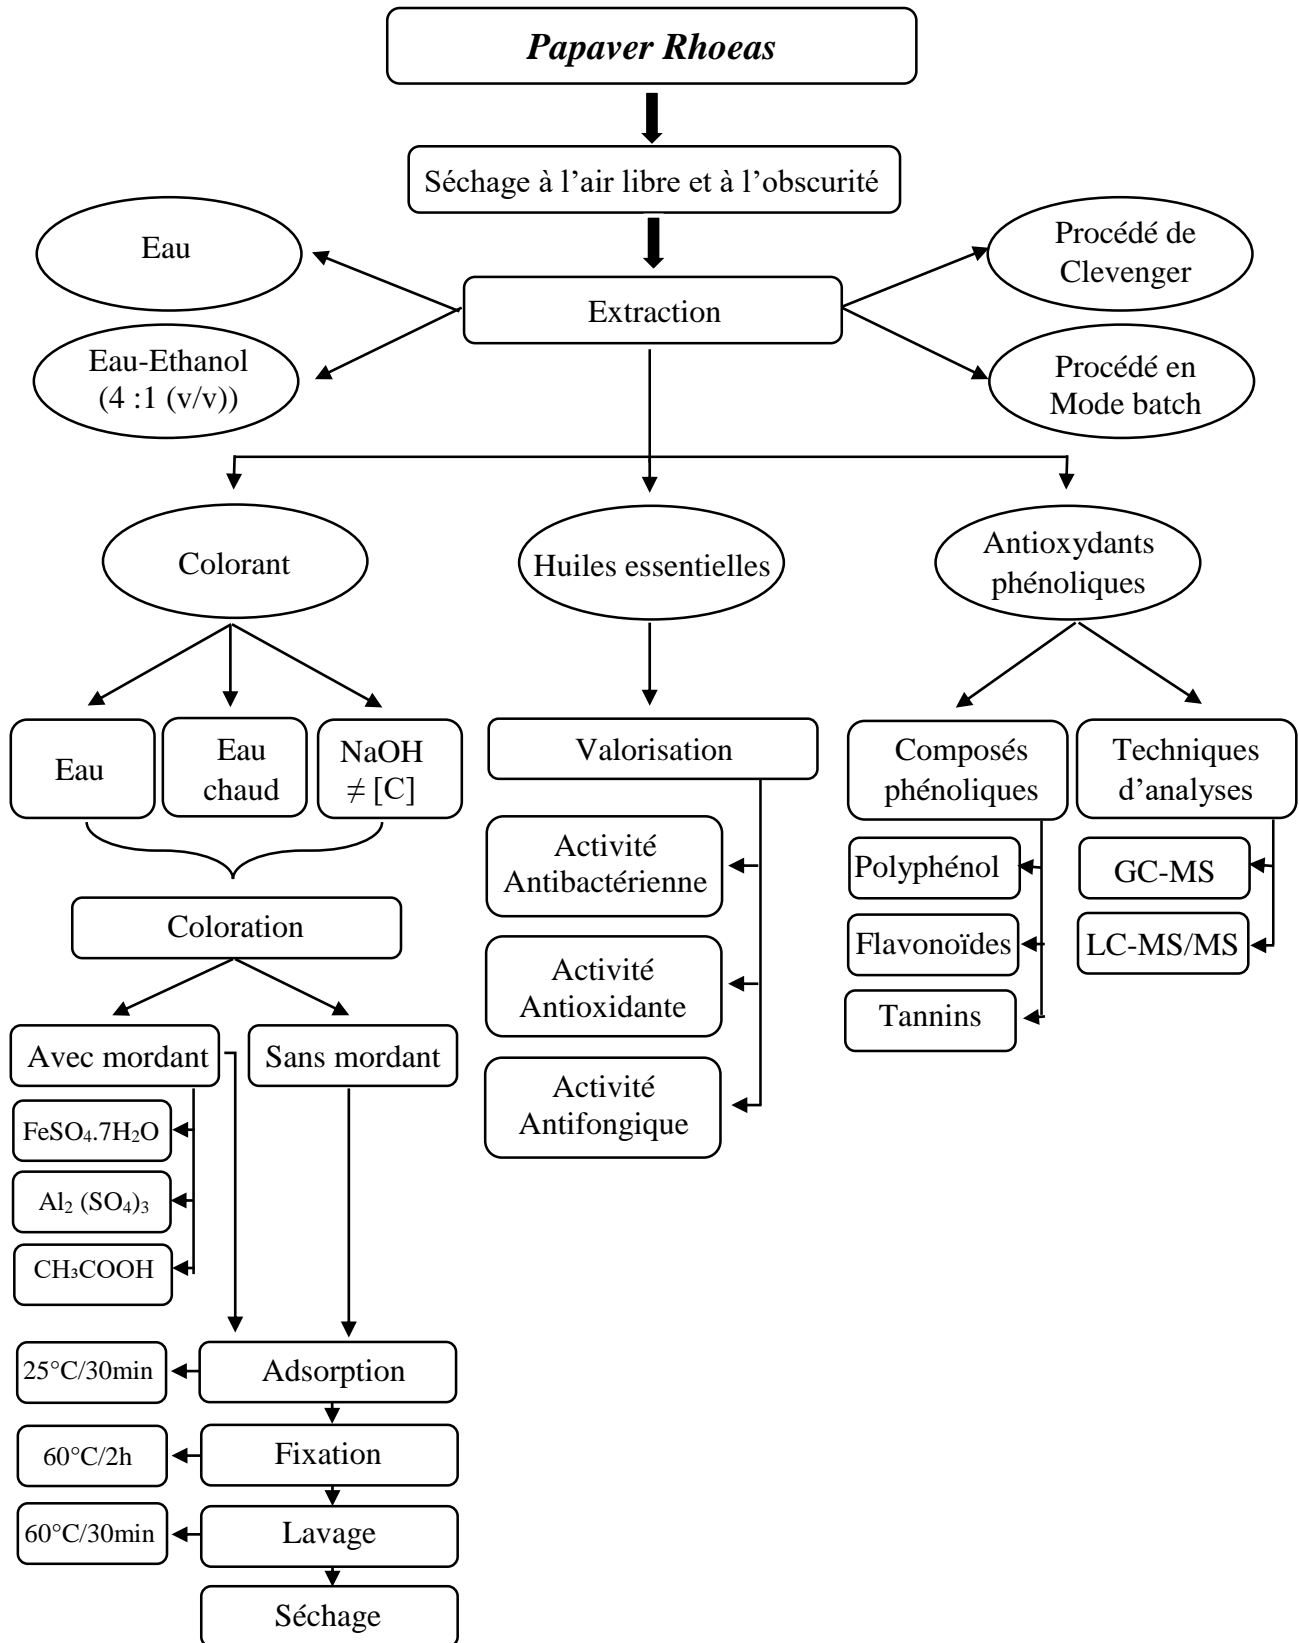 Papaver Rhoeas
Séchage à l’air libre et à l’obscurité
Eau
Procédé de
Clevenger
Extraction
Eau-Ethanol
(4 :1 (v/v))
Procédé en
Mode batch
Colorant
Huiles essentielles
Antioxydants
phénoliques
Eau
Eau
chaud
NaOH
≠ [C]
Valorisation
Composés
phénoliques
Techniques
d’analyses
Activité
Antibactérienne
Polyphénol
GC-MS
Coloration
Activité
Antioxidante
Flavonoïdes
LC-MS/MS
Tannins
Avec mordant
Sans mordant
Activité
Antifongique
FeSO₄.7H₂O
Al₂ (SO₄)₃
CH₃COOH
25°C/30min
Adsorption
60°C/2h
Fixation
60°C/30min
Lavage
Séchage